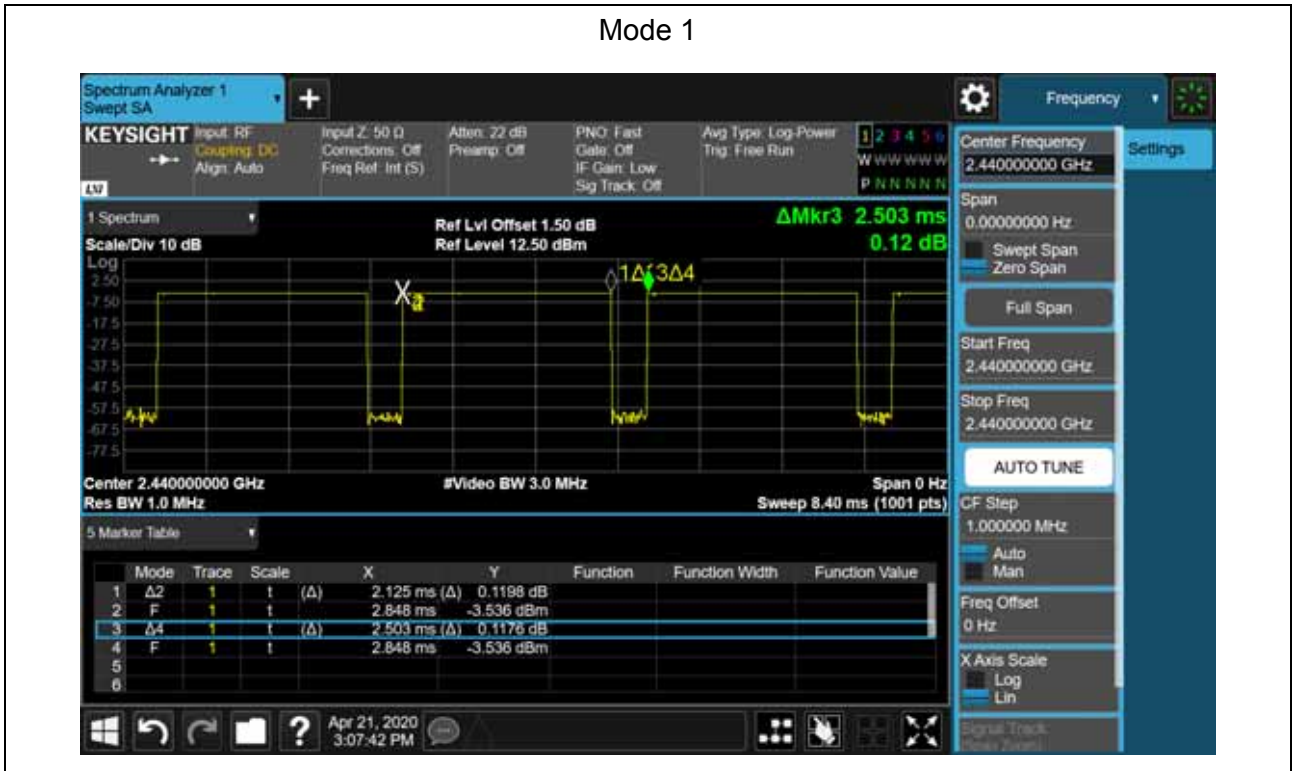 Mode 1
Spectrum Analyzer 1
Swept SA
+
Frequency
KEYSIGHT
Input: RF
Coupling: DC
Align: Auto
Input Z: 50 Ω
Corrections: Off
Freq Ref: Int (S)
Atten: 22 dB
Preamp: Off
PNO: Fast
Gate: Off
IF Gain: Low
Sig Track: Off
Avg Type: Log-Power
Trig: Free Run
1 2 3 4 5 6
W W W W W W
P N N N N N
LXI
Center Frequency
2.440000000 GHz
Settings
Span
0.00000000 Hz
Swept Span
Zero Span
Full Span
Start Freq
2.440000000 GHz
Stop Freq
2.440000000 GHz
AUTO TUNE
CF Step
1.000000 MHz
Auto
Man
Freq Offset
0 Hz
X Axis Scale
Log
Lin
Signal Track
1 Spectrum
Scale/Div 10 dB
Ref Lvl Offset 1.50 dB
Ref Level 12.50 dBm
ΔMkr3 2.503 ms
0.12 dB
Log
2.50
-7.50
-17.5
-27.5
-37.5
-47.5
-57.5
-67.5
-77.5
X
3Δ4
Center 2.440000000 GHz
#Video BW 3.0 MHz
Span 0 Hz
Res BW 1.0 MHz
Sweep 8.40 ms (1001 pts)
5 Marker Table
Mode Trace Scale X Y Function Function Width Function Value
1 Δ2 1 t (Δ) 2.125 ms (Δ) 0.1198 dB
2 F 1 t 2.848 ms -3.536 dBm
3 Δ4 1 t (Δ) 2.503 ms (Δ) 0.1176 dB
4 F 1 t 2.848 ms -3.536 dBm
5
6
?
Apr 21, 2020
3:07:42 PM